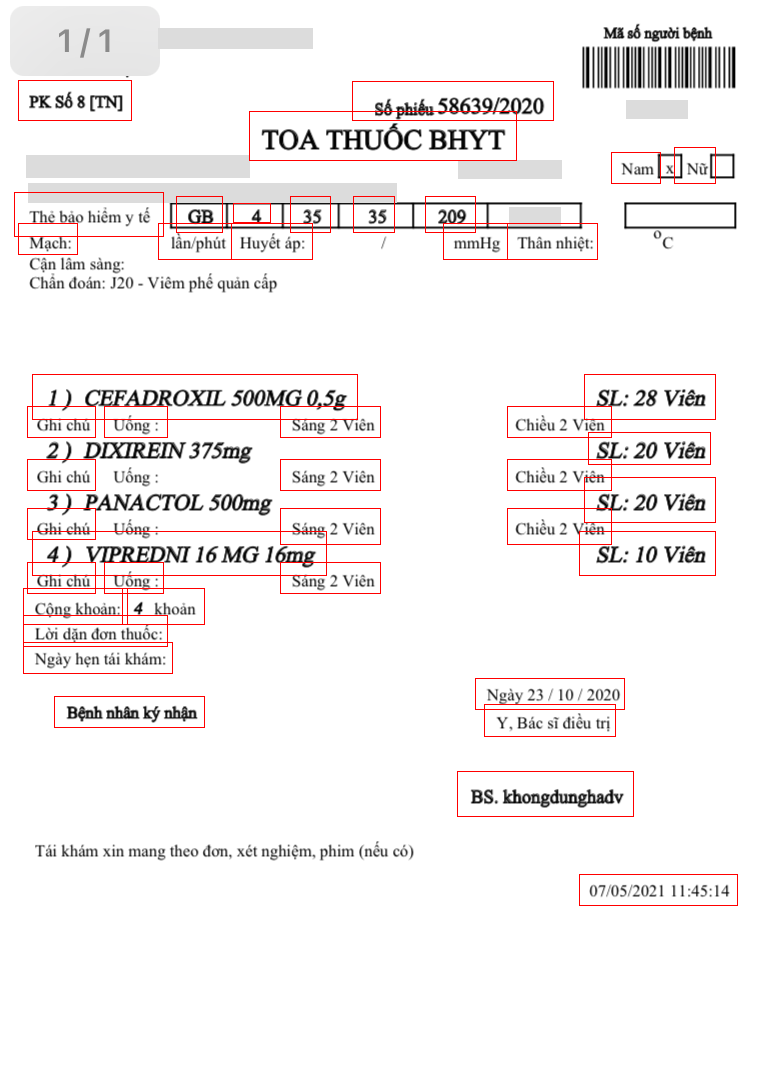 1/1
Mã số người bệnh
PK Số 8 [TN]
Số phiếu 58639/2020
TOA THUỐC BHYT
Nam x Nữ
Thẻ bảo hiểm y tế GB 4 35 35 209
Mạch: lần/phút Huyết áp: / mmHg Thân nhiệt: °C
Cận lâm sàng:
Chẩn đoán: J20 - Viêm phế quản cấp
1 ) CEFADROXIL 500MG 0,5g SL: 28 Viên
Ghi chú Uống : Sáng 2 Viên Chiều 2 Viên
2 ) DIXIREIN 375mg SL: 20 Viên
Ghi chú Uống : Sáng 2 Viên Chiều 2 Viên
3 ) PANACTOL 500mg SL: 20 Viên
Ghi chú Uống : Sáng 2 Viên Chiều 2 Viên
4 ) VIPREDNI 16 MG 16mg SL: 10 Viên
Ghi chú Uống : Sáng 2 Viên
Cộng khoản: 4 khoản
Lời dặn đơn thuốc:
Ngày hẹn tái khám:
Ngày 23 / 10 / 2020
Bệnh nhân ký nhận
Y, Bác sĩ điều trị
BS. khongdunghadv
Tái khám xin mang theo đơn, xét nghiệm, phim (nếu có)
07/05/2021 11:45:14